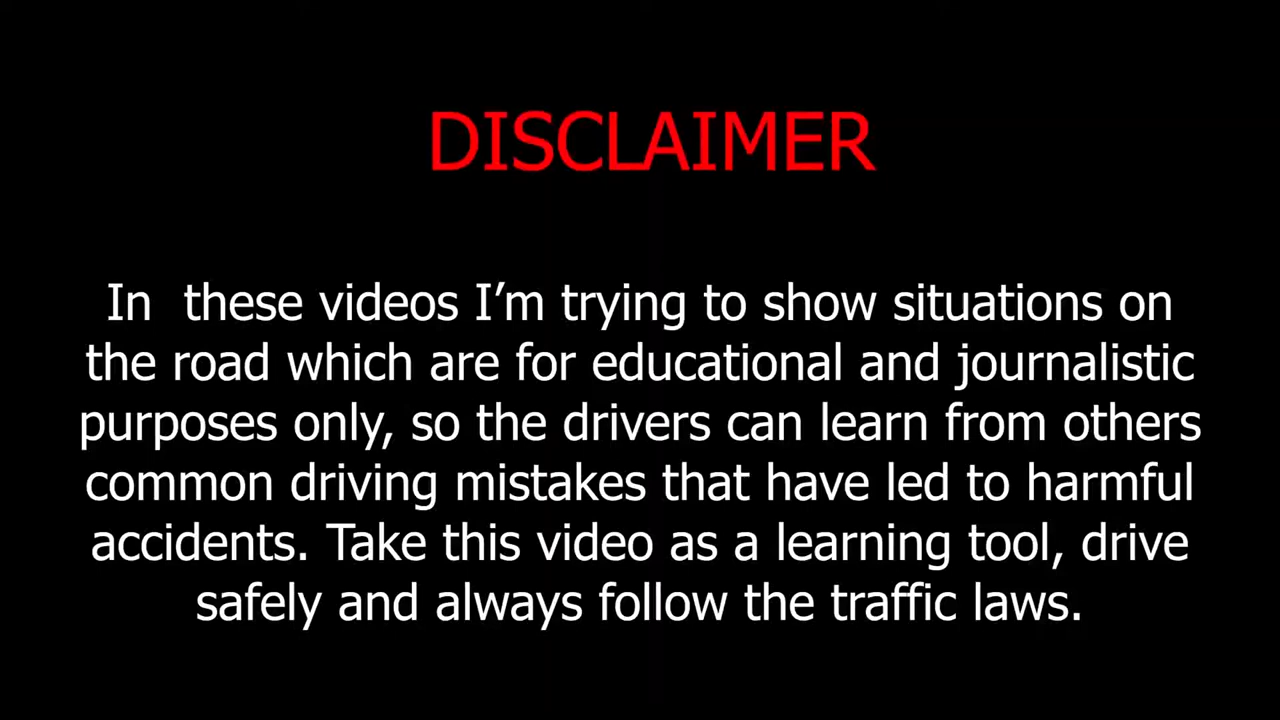 DISCLAIMER
In  these videos I’m trying to show situations on
the road which are for educational and journalistic
purposes only, so the drivers can learn from others
common driving mistakes that have led to harmful
accidents. Take this video as a learning tool, drive
safely and always follow the traffic laws.